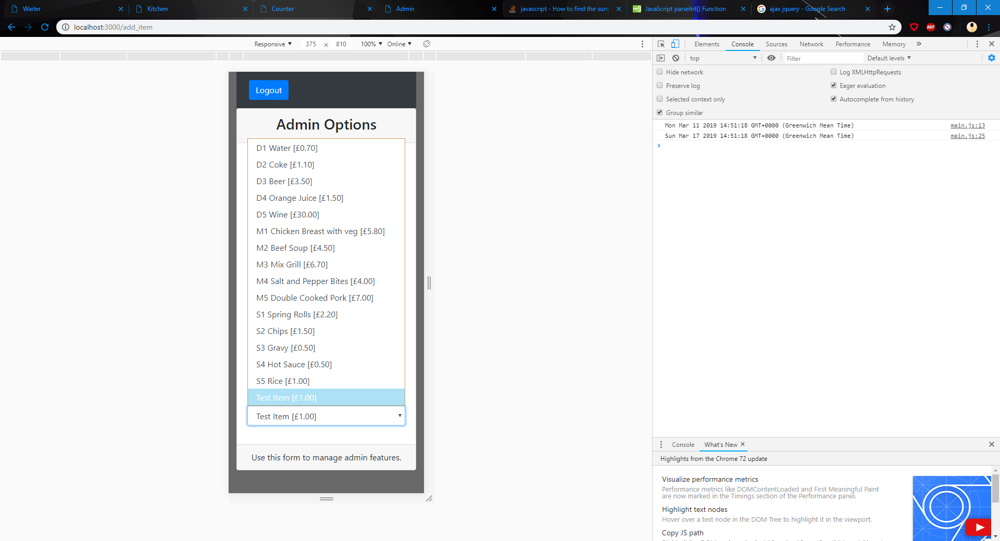 Waiter
Kitchen
Counter
Admin
javascript - How to find the sum
JavaScript parseInt() Function
ajax jquery - Google Search
localhost:3000/add_item
ABP
Responsive 375 x 810 100% Online
Elements Console Sources Network Performance Memory
top Filter Default levels
Hide network Log XMLHttpRequests
Preserve log Eager evaluation
Selected context only Autocomplete from history
Group similar
Mon Mar 11 2019 14:51:18 GMT+0000 (Greenwich Mean Time) main.js:13
Sun Mar 17 2019 14:51:18 GMT+0000 (Greenwich Mean Time) main.js:25
Logout
Admin Options
D1 Water [£0.70]
D2 Coke [£1.10]
D3 Beer [£3.50]
D4 Orange Juice [£1.50]
D5 Wine [£30.00]
M1 Chicken Breast with veg [£5.80]
M2 Beef Soup [£4.50]
M3 Mix Grill [£6.70]
M4 Salt and Pepper Bites [£4.00]
M5 Double Cooked Pork [£7.00]
S1 Spring Rolls [£2.20]
S2 Chips [£1.50]
S3 Gravy [£0.50]
S4 Hot Sauce [£0.50]
S5 Rice [£1.00]
Test Item [£1.00]
Test Item [£1.00]
Use this form to manage admin features.
Console What's New
Highlights from the Chrome 72 update
Visualize performance metrics
Performance metrics like DOMContentLoaded and First Meaningful Paint
are now marked in the Timings section of the Performance panel.
Highlight text nodes
Hover over a text node in the DOM Tree to highlight it in the viewport.
Copy JS path